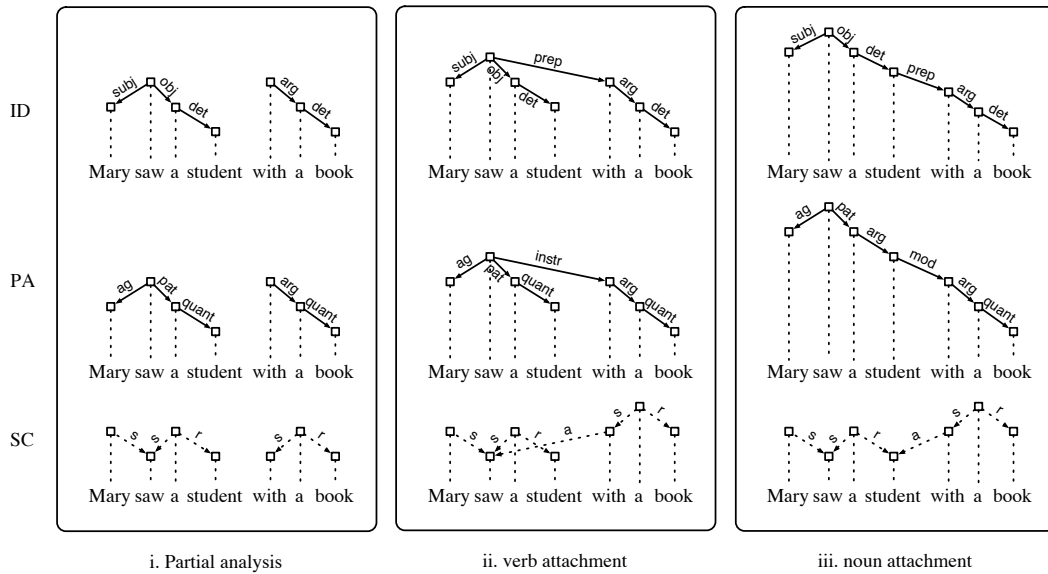 subj obj det arg det
ID
Mary saw a student with a book
subj obj det prep arg det
Mary saw a student with a book
subj obj det prep arg det
Mary saw a student with a book
ag pat quant arg quant
PA
Mary saw a student with a book
ag pat quant instr arg quant
Mary saw a student with a book
ag pat arg mod arg quant
Mary saw a student with a book
s s r s r
SC
Mary saw a student with a book
s s r a s r
Mary saw a student with a book
s s r a s r
Mary saw a student with a book
i. Partial analysis
ii. verb attachment
iii. noun attachment